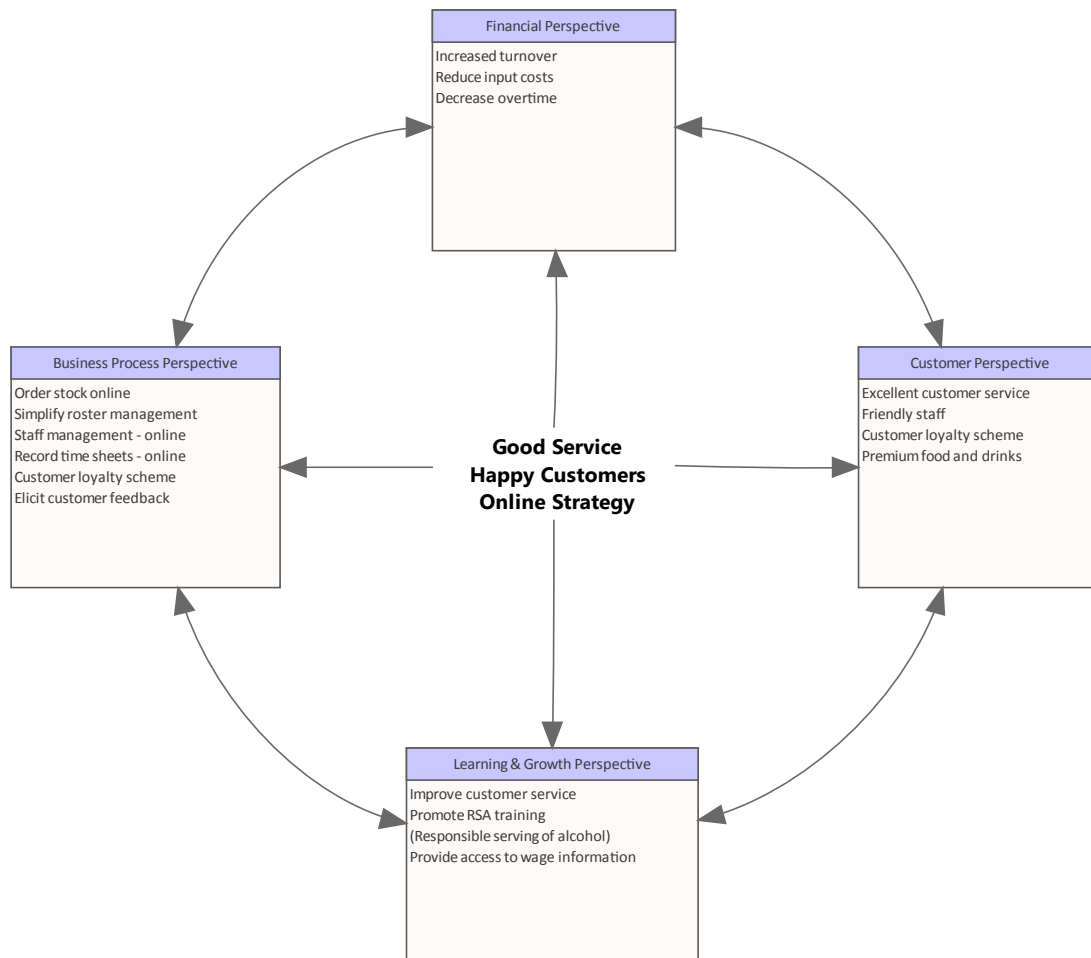 Financial Perspective
Increased turnover
Reduce input costs
Decrease overtime
Business Process Perspective
Order stock online
Simplify roster management
Staff management - online
Record time sheets - online
Customer loyalty scheme
Elicit customer feedback
Good Service
Happy Customers
Online Strategy
Customer Perspective
Excellent customer service
Friendly staff
Customer loyalty scheme
Premium food and drinks
Learning & Growth Perspective
Improve customer service
Promote RSA training
(Responsible serving of alcohol)
Provide access to wage information